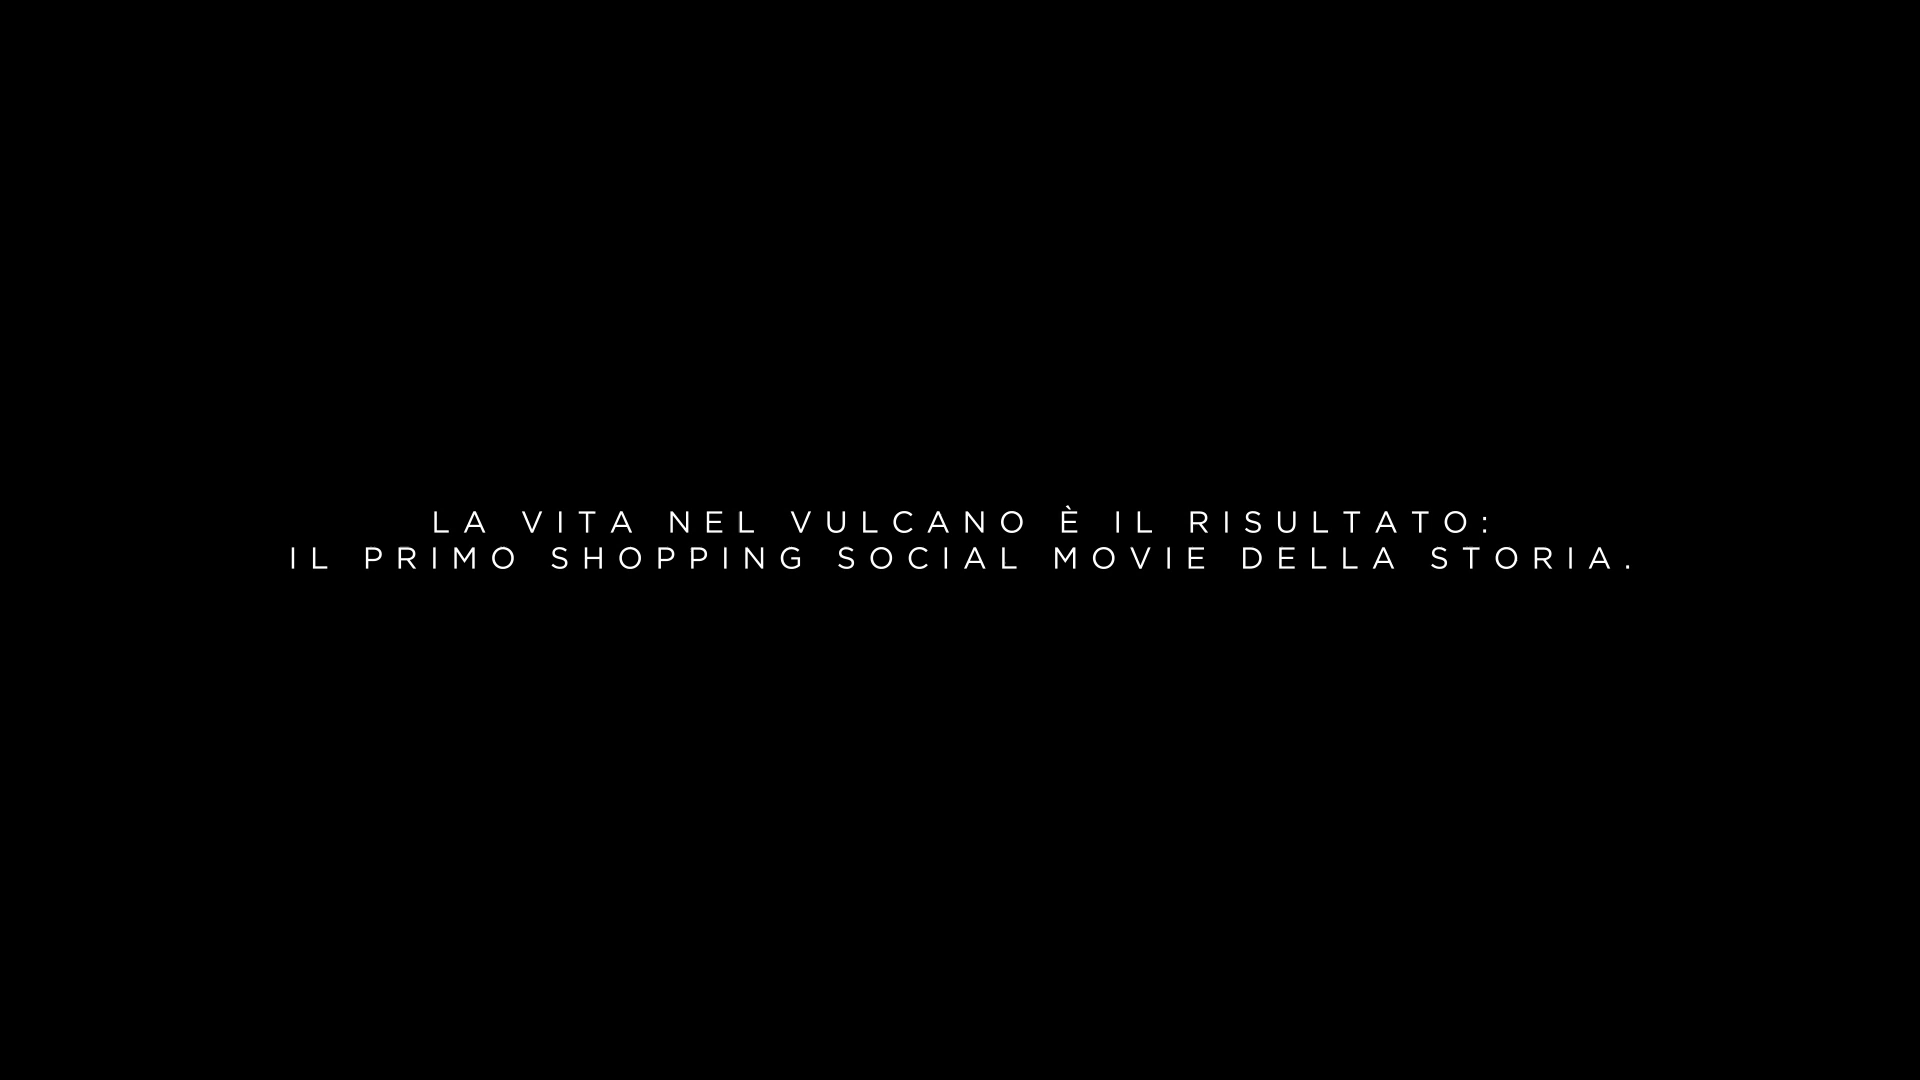 LA VITA NEL VULCANO È IL RISULTATO:
IL PRIMO SHOPPING SOCIAL MOVIE DELLA STORIA.